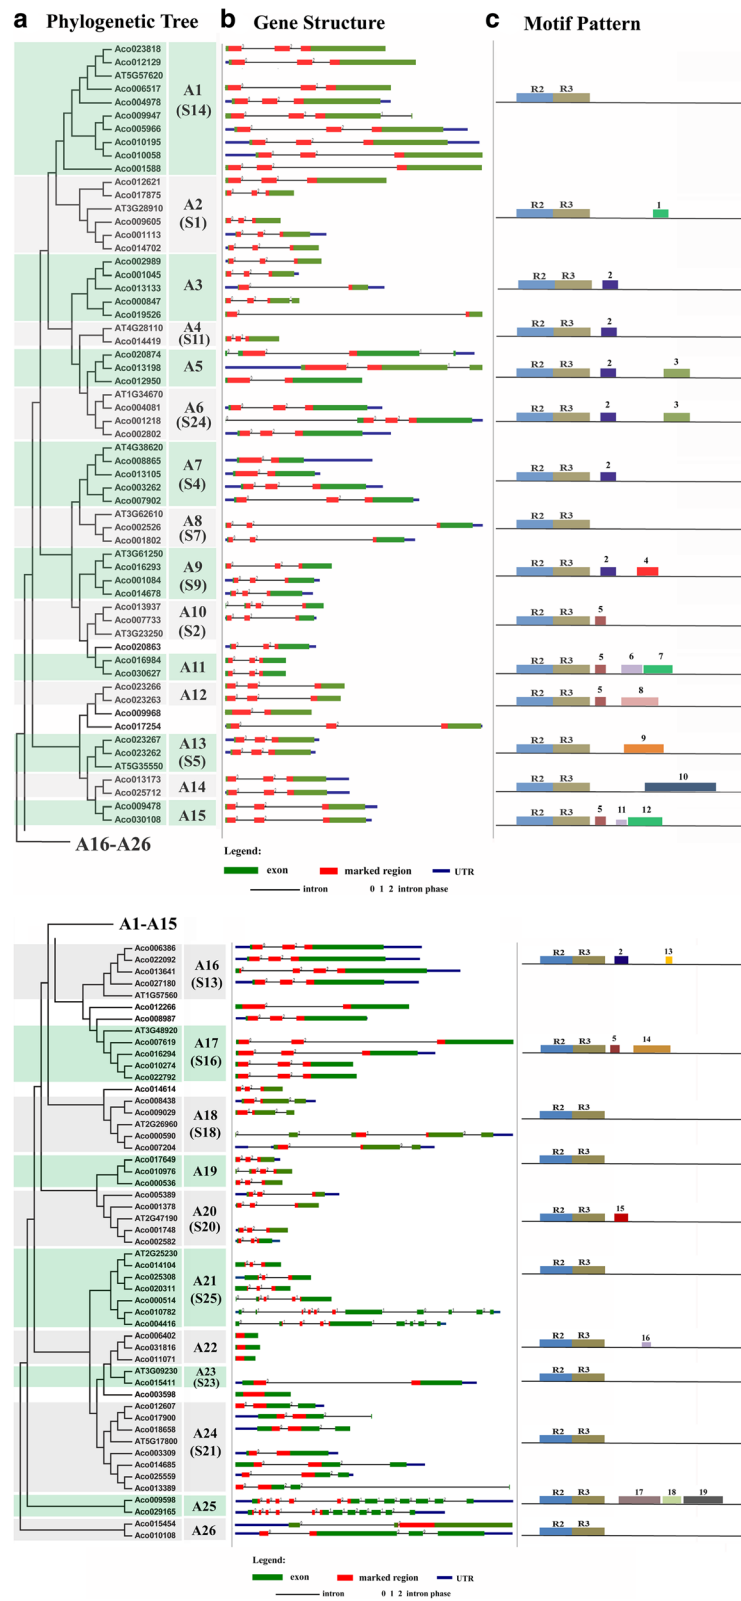 a Phylogenetic Tree b Gene Structure c Motif Pattern
Aco023818
Aco012129
AT5G57620
Aco006517
Aco004978
Aco009947
Aco005966
Aco010195
Aco010058
Aco001588
A1
(S14)
R2 R3
Aco012621
Aco017875
AT3G28910
Aco009605
Aco001113
Aco014702
A2
(S1)
R2 R3 1
Aco002989
Aco001045
Aco013133
Aco000847
Aco019526
A3
R2 R3 2
AT4G28110
Aco014419
A4
(S11)
R2 R3 2
Aco020874
Aco013198
Aco012950
A5
R2 R3 2 3
AT1G34670
Aco004081
Aco001218
Aco002802
A6
(S24)
R2 R3 2 3
AT4G38620
Aco008865
Aco013105
Aco003262
Aco007902
A7
(S4)
R2 R3 2
AT3G62610
Aco002526
Aco001802
A8
(S7)
R2 R3
AT3G61250
Aco016293
Aco001084
Aco014678
A9
(S9)
R2 R3 2 4
Aco013937
Aco007733
AT3G23250
A10
(S2)
R2 R3 5
Aco020863
Aco016984
Aco030627
A11
R2 R3 5 6 7
Aco023266
Aco023263
A12
R2 R3 5 8
Aco009968
Aco017254
Aco023267
Aco023262
AT5G35550
A13
(S5)
R2 R3 9
Aco013173
Aco025712
A14
R2 R3 10
Aco009478
Aco030108
A15
R2 R3 5 11 12
A16-A26
Legend:
exon marked region UTR
intron 0 1 2 intron phase
A1-A15
Aco006386
Aco022092
Aco013641
Aco027180
AT1G57560
A16
(S13)
R2 R3 2 13
Aco012266
Aco008987
AT3G48920
Aco007619
Aco016294
Aco010274
Aco022792
A17
(S16)
R2 R3 5 14
Aco014614
Aco008438
Aco009029
AT2G26960
Aco000590
Aco007204
A18
(S18)
R2 R3
Aco017649
Aco010976
Aco000536
A19
R2 R3
Aco005389
Aco001378
AT2G47190
Aco001748
Aco002582
A20
(S20)
R2 R3 15
AT2G25230
Aco014104
Aco025308
Aco020311
Aco000514
Aco010782
Aco004416
A21
(S25)
R2 R3
Aco006402
Aco031816
Aco011071
A22
R2 R3 16
AT3G09230
Aco015411
A23
(S23)
R2 R3
Aco003598
Aco012607
Aco017900
Aco018658
AT5G17800
Aco003309
Aco014685
Aco025559
Aco013389
A24
(S21)
R2 R3
Aco009598
Aco029165
A25
R2 R3 17 18 19
Aco015454
Aco010108
A26
R2 R3
Legend:
exon marked region UTR
intron 0 1 2 intron phase